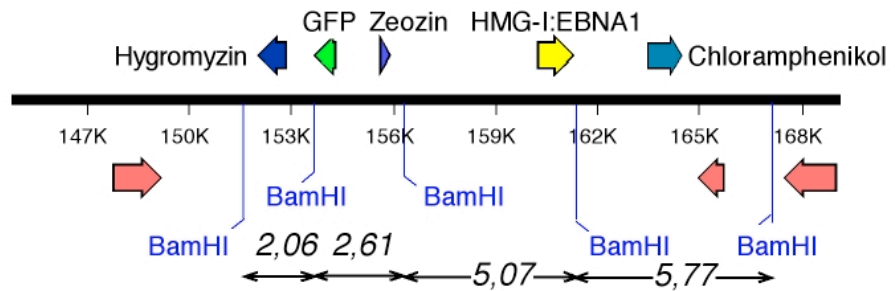 GFP Zeozin HMG-I:EBNA1
Hygromyzin Chloramphenikol
147K 150K 153K 156K 159K 162K 165K 168K
BamHI BamHI
BamHI BamHI BamHI
2,06 2,61
5,07 5,77